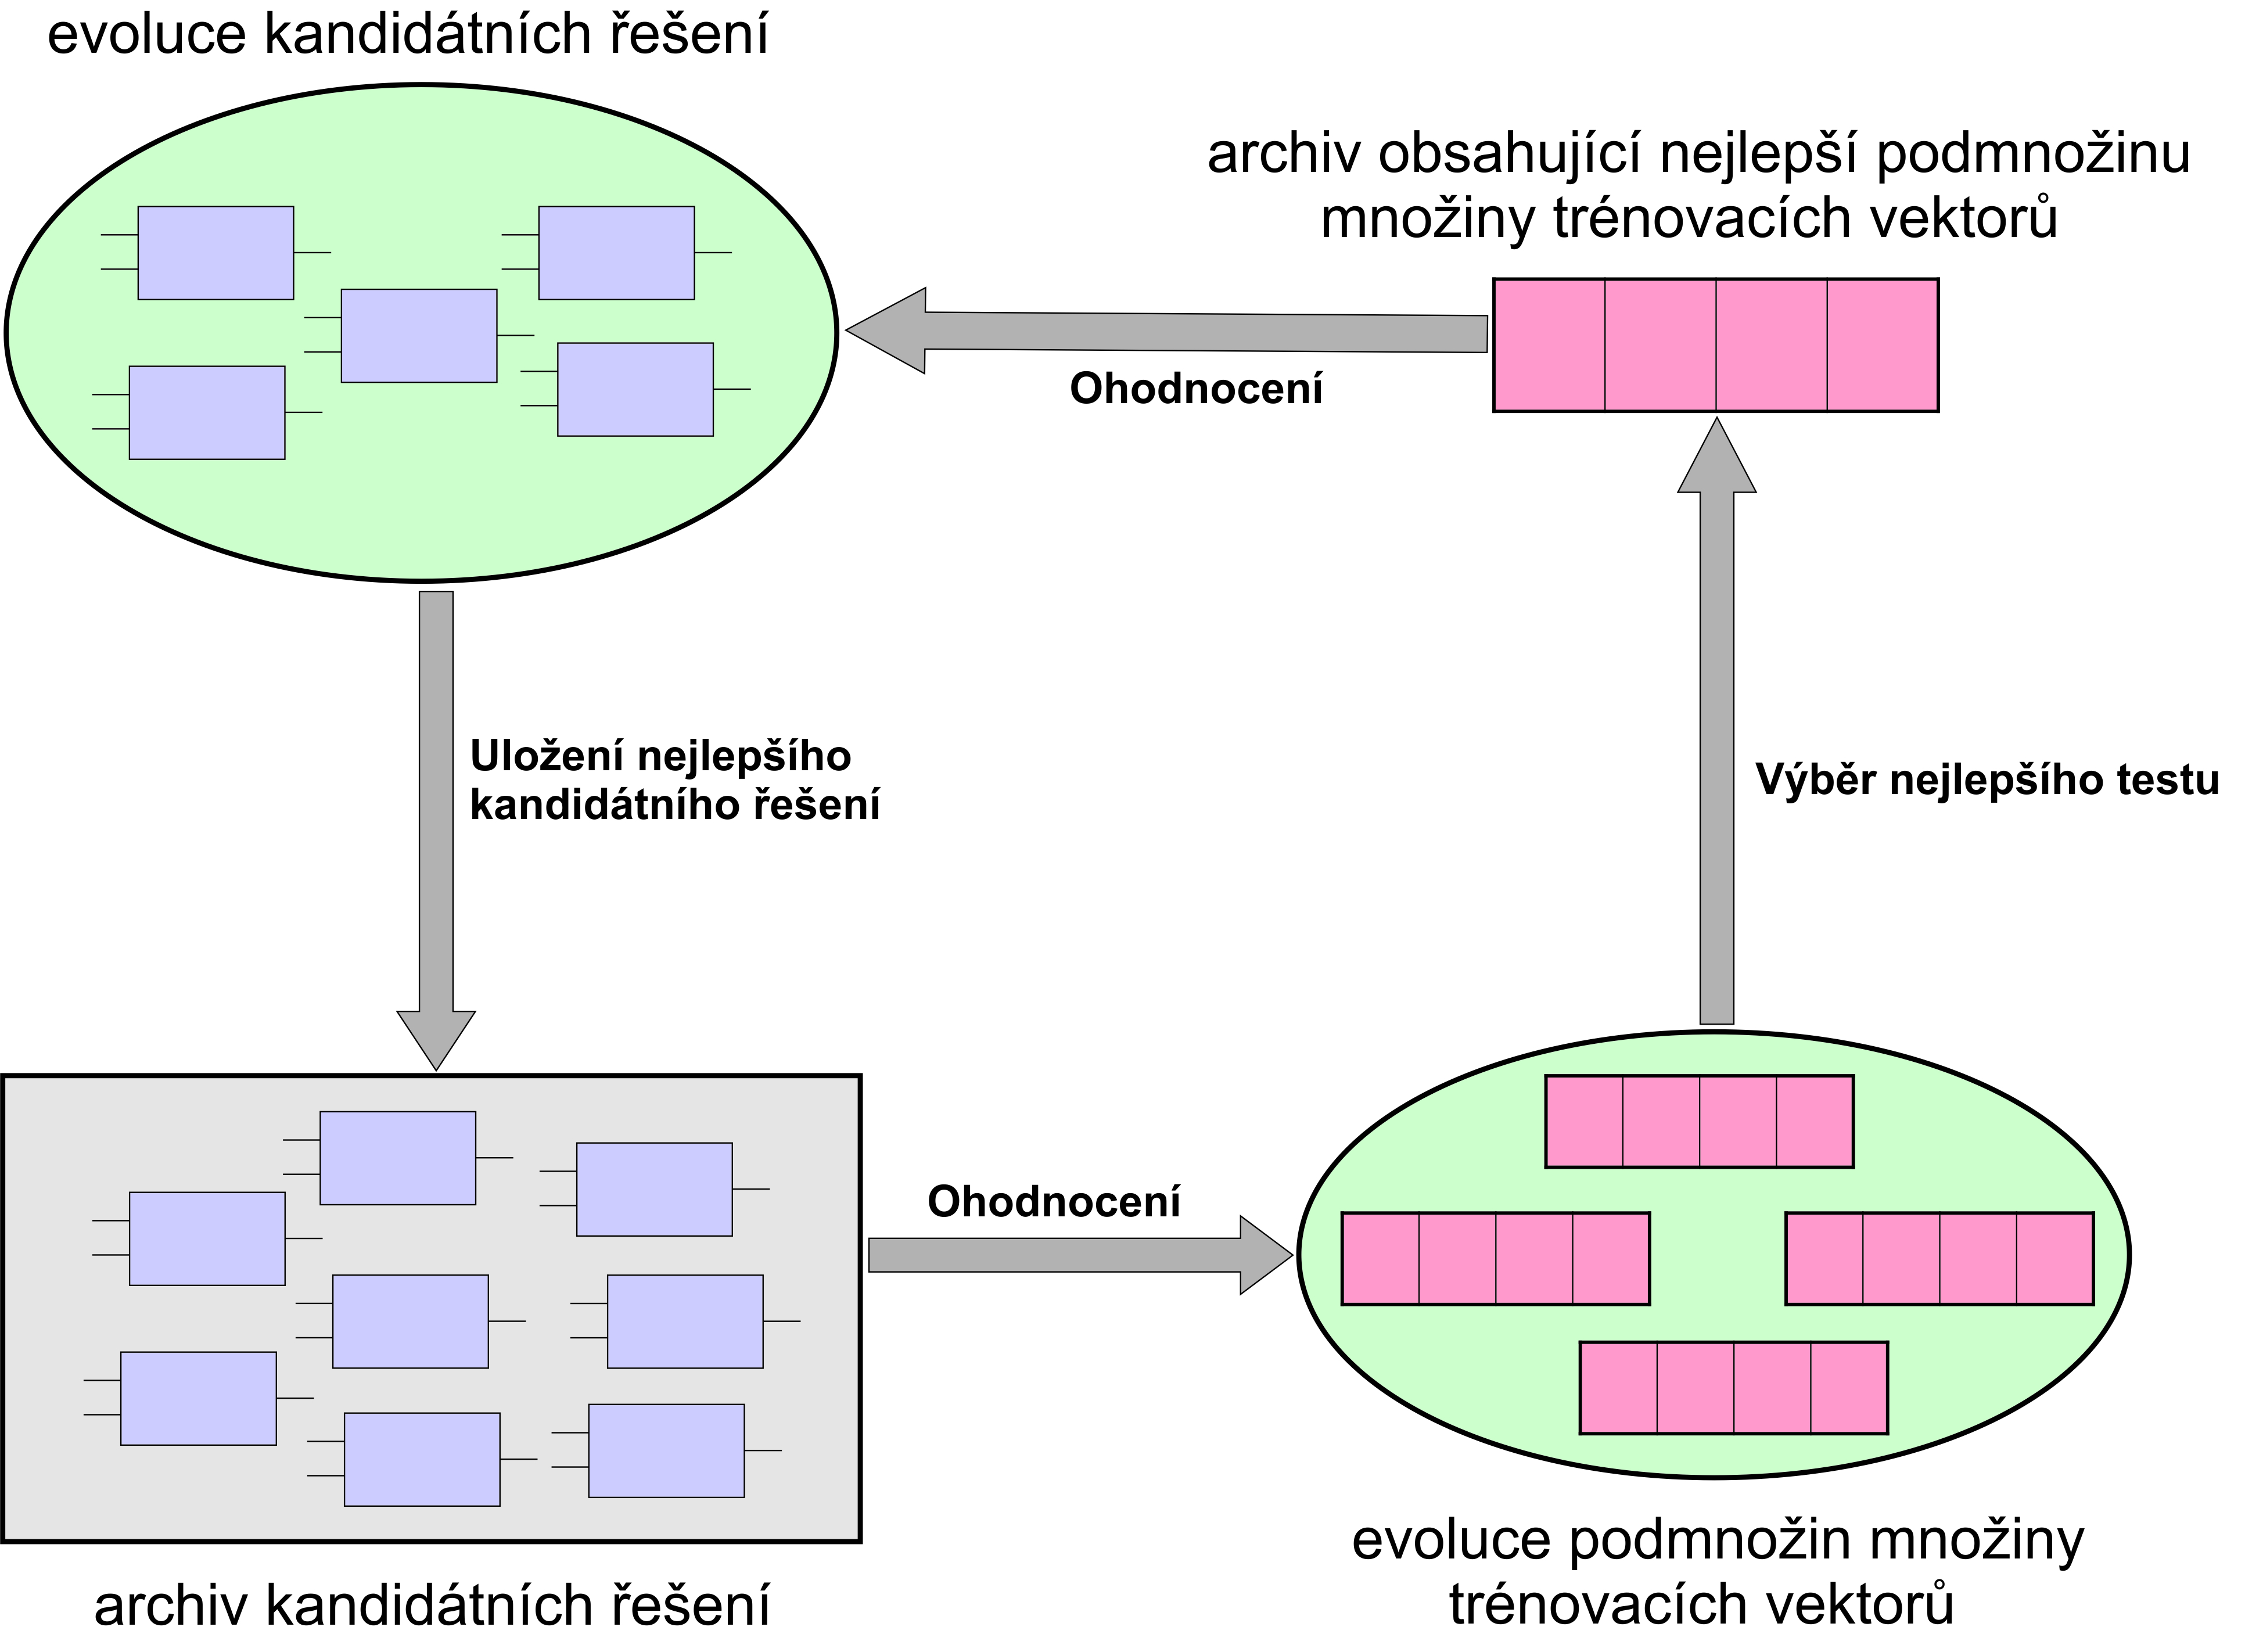 evoluce kandidátních řešení
archiv obsahující nejlepší podmnožinu
množiny trénovacích vektorů
Ohodnocení
Uložení nejlepšího
kandidátního řešení
Výběr nejlepšího testu
Ohodnocení
archiv kandidátních řešení
evoluce podmnožin množiny
trénovacích vektorů